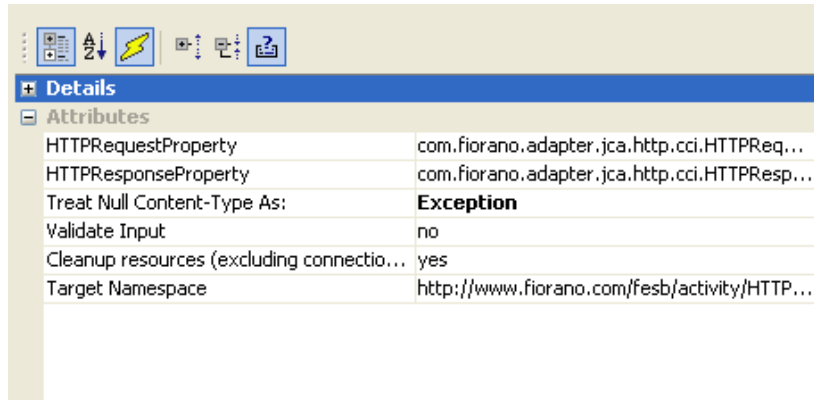 Details
Attributes
HTTPRequestProperty com.fiorano.adapter.jca.http.cci.HTTPReq...
HTTPResponseProperty com.fiorano.adapter.jca.http.cci.HTTPResp...
Treat Null Content-Type As: Exception
Validate Input no
Cleanup resources (excluding connectio... yes
Target Namespace http://www.fiorano.com/fesb/activity/HTTP...